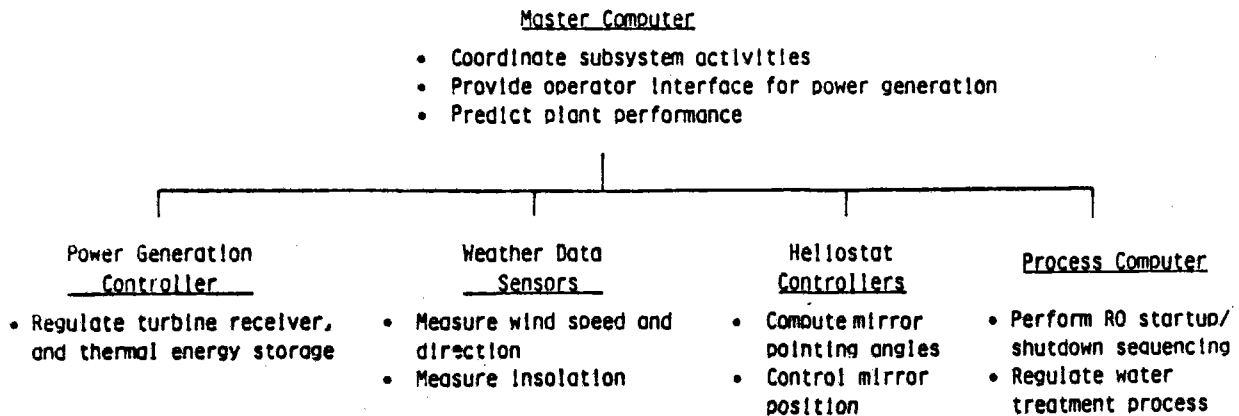 Master Computer
• Coordinate subsystem activities
• Provide operator interface for power generation
• Predict plant performance
Power Generation
Controller
• Regulate turbine receiver,
and thermal energy storage
Weather Data
Sensors
• Measure wind speed and
direction
• Measure insolation
Heliostat
Controllers
• Compute mirror
pointing angles
• Control mirror
position
Process Computer
• Perform RO startup/
shutdown sequencing
• Regulate water
treatment process